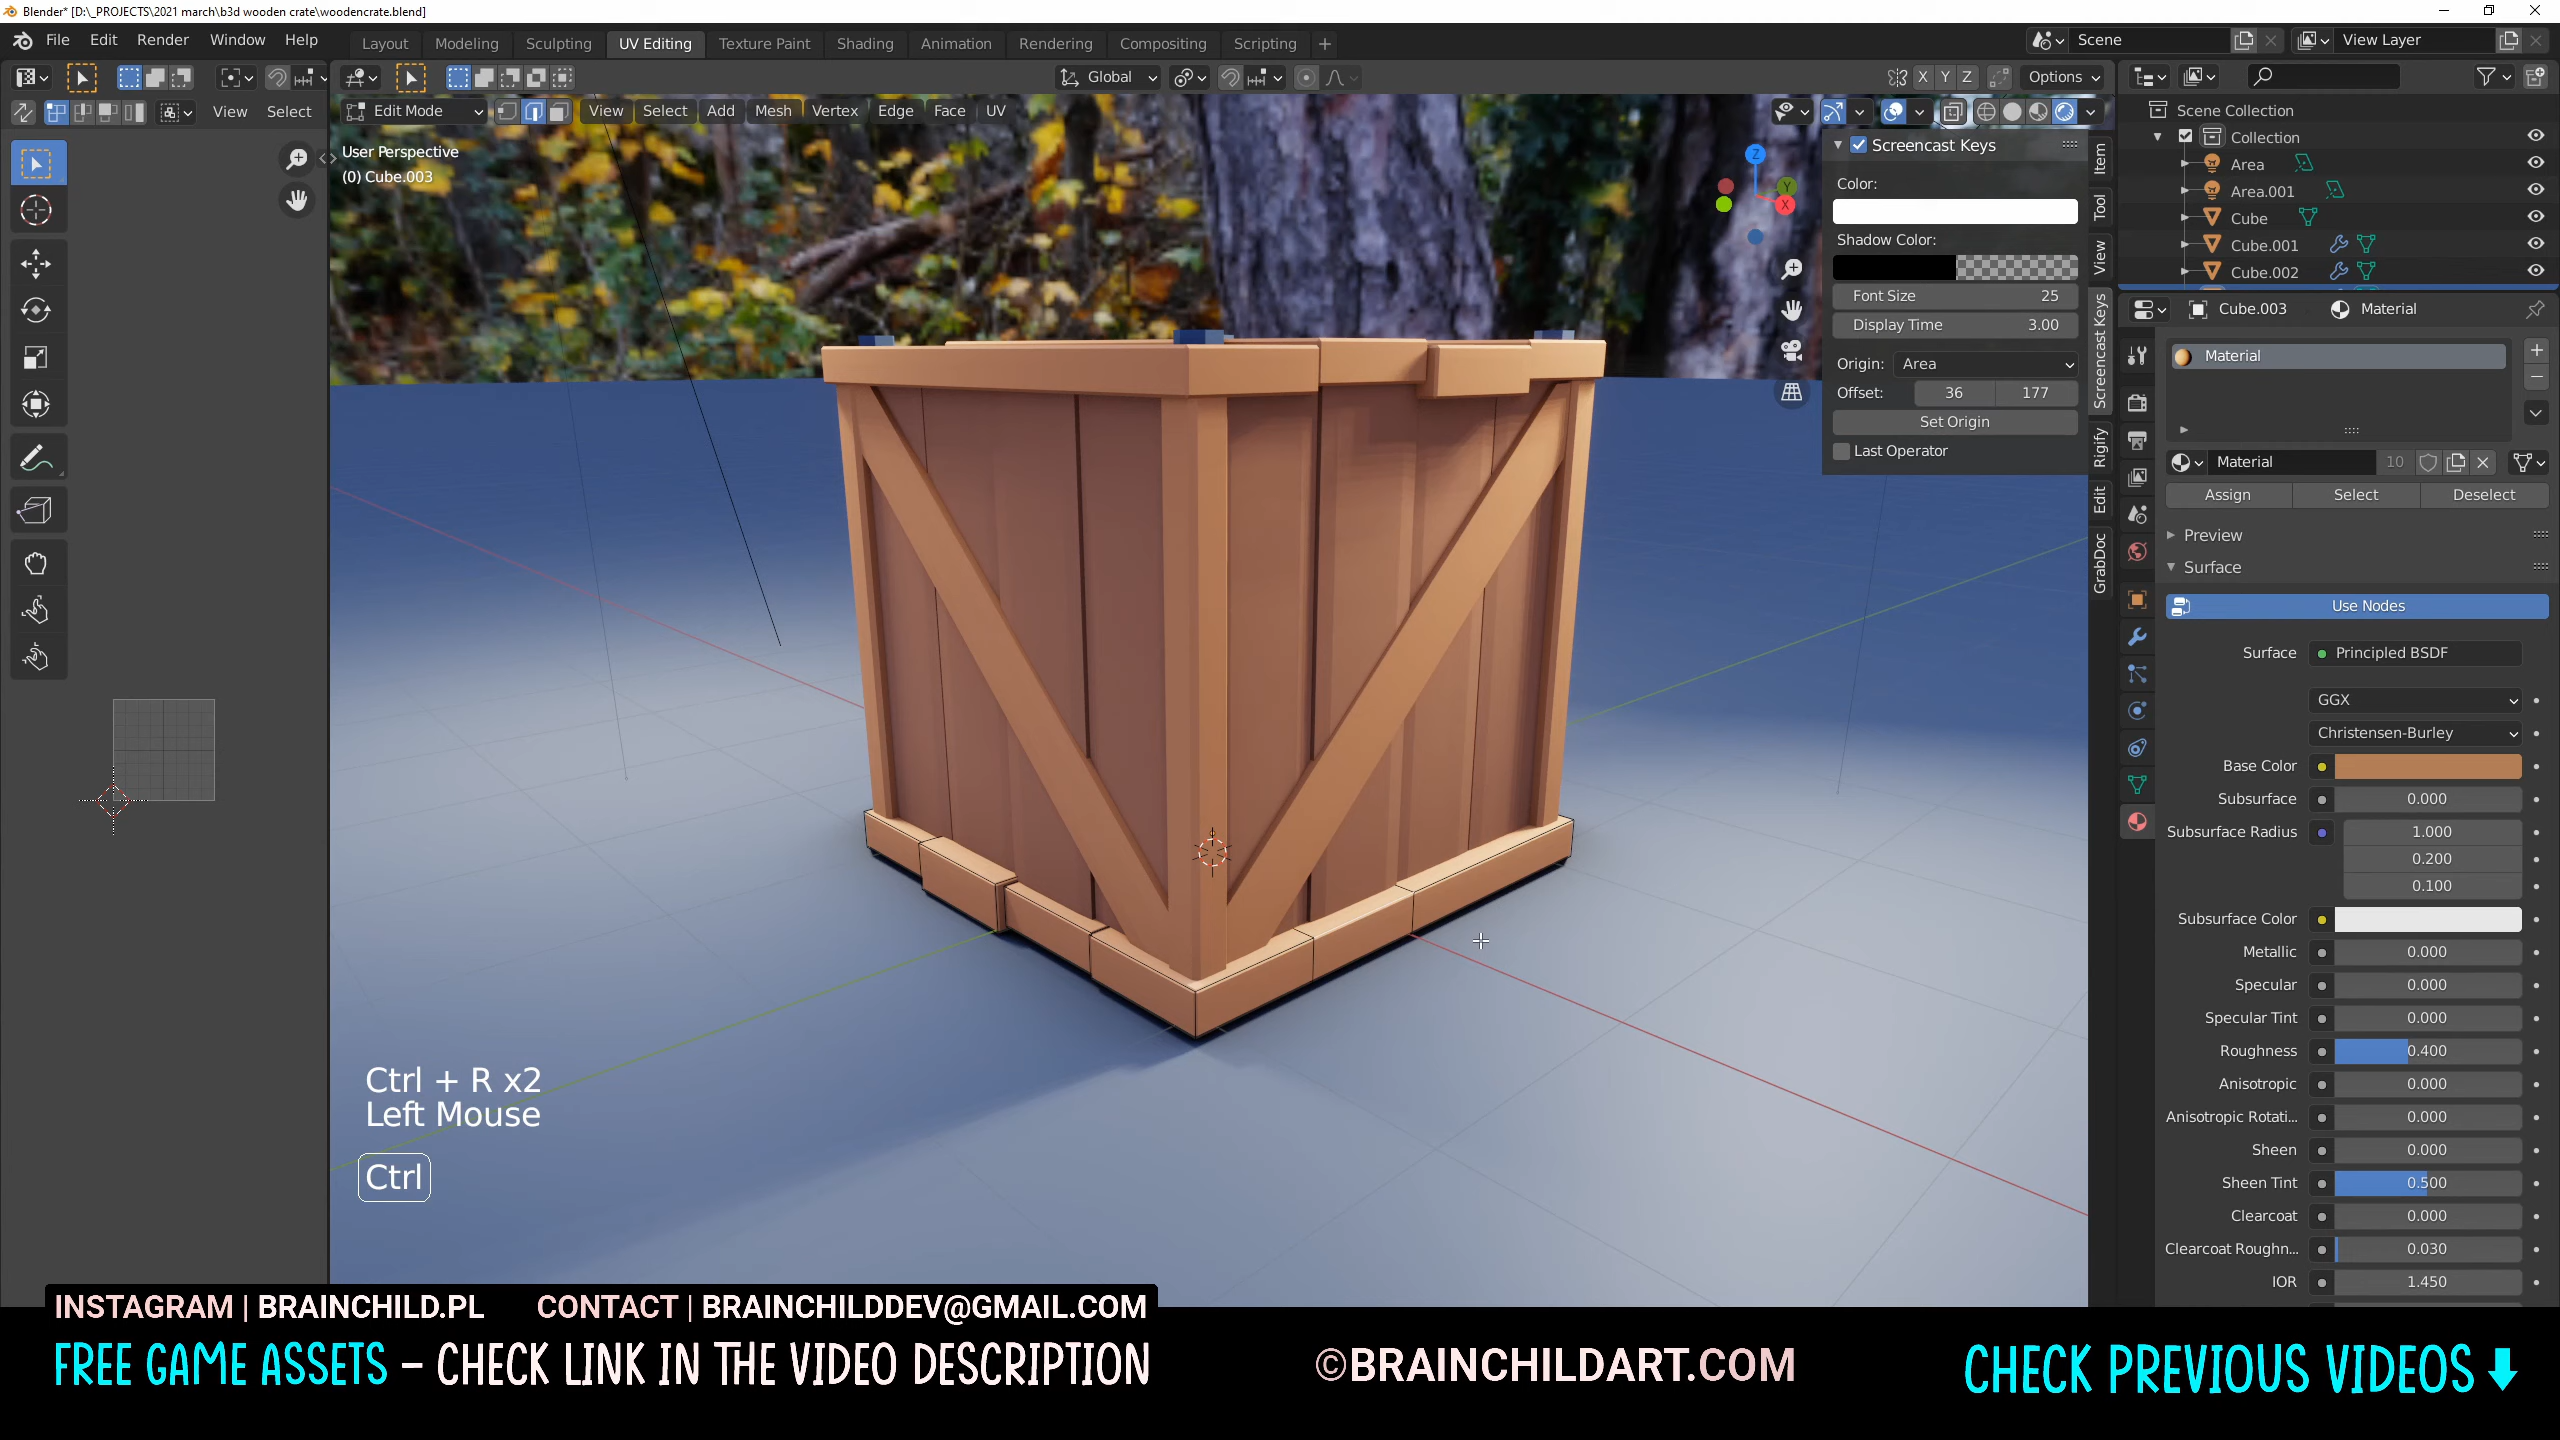 Blender* [D:\_PROJECTS\2021 march\b3d wooden crate\woodencrate.blend]
File Edit Render Window Help
Layout Modeling Sculpting UV Editing Texture Paint Shading Animation Rendering Compositing Scripting +
Scene
View Layer
Global
X Y Z
Options
View Select
Edit Mode
View Select Add Mesh Vertex Edge Face UV
User Perspective
(0) Cube.003
Z
Y
X
Screencast Keys
Color:
Shadow Color:
Font Size 25
Display Time 3.00
Origin: Area
Offset: 36 177
Set Origin
Last Operator
Item
Tool
View
Screencast Keys
Rigify
Edit
GrabDoc
Scene Collection
Collection
Area
Area.001
Cube
Cube.001
Cube.002
Cube.003 Material
Material
Material 10
Assign Select Deselect
Preview
Surface
Use Nodes
Surface Principled BSDF
GGX
Christensen-Burley
Base Color
Subsurface 0.000
Subsurface Radius 1.000
0.200
0.100
Subsurface Color
Metallic 0.000
Specular 0.000
Specular Tint 0.000
Roughness 0.400
Anisotropic 0.000
Anisotropic Rotati... 0.000
Sheen 0.000
Sheen Tint 0.500
Clearcoat 0.000
Clearcoat Roughn... 0.030
IOR 1.450
Ctrl + R x2
Left Mouse
Ctrl
INSTAGRAM | BRAINCHILD.PL CONTACT | BRAINCHILDDEV@GMAIL.COM
FREE GAME ASSETS – CHECK LINK IN THE VIDEO DESCRIPTION
©BRAINCHILDART.COM
CHECK PREVIOUS VIDEOS